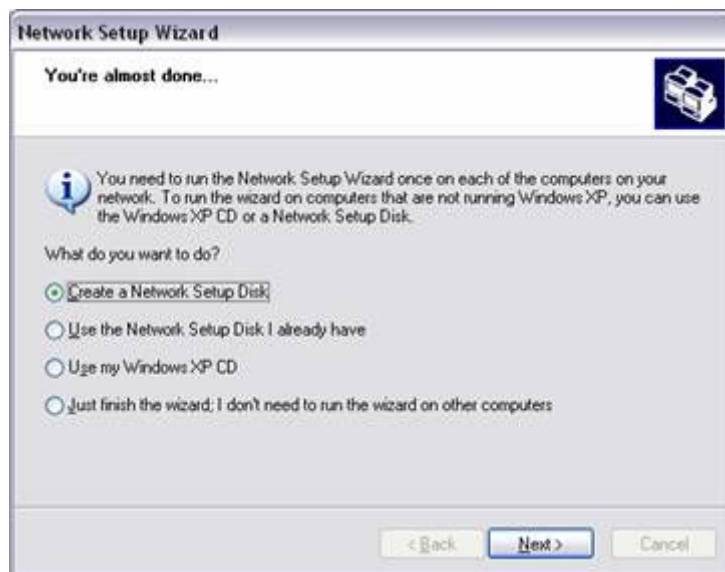 Network Setup Wizard
You're almost done...
You need to run the Network Setup Wizard once on each of the computers on your
network. To run the wizard on computers that are not running Windows XP, you can use
the Windows XP CD or a Network Setup Disk.
What do you want to do?
Create a Network Setup Disk
Use the Network Setup Disk I already have
Use my Windows XP CD
Just finish the wizard; I don't need to run the wizard on other computers
< Back
Next >
Cancel